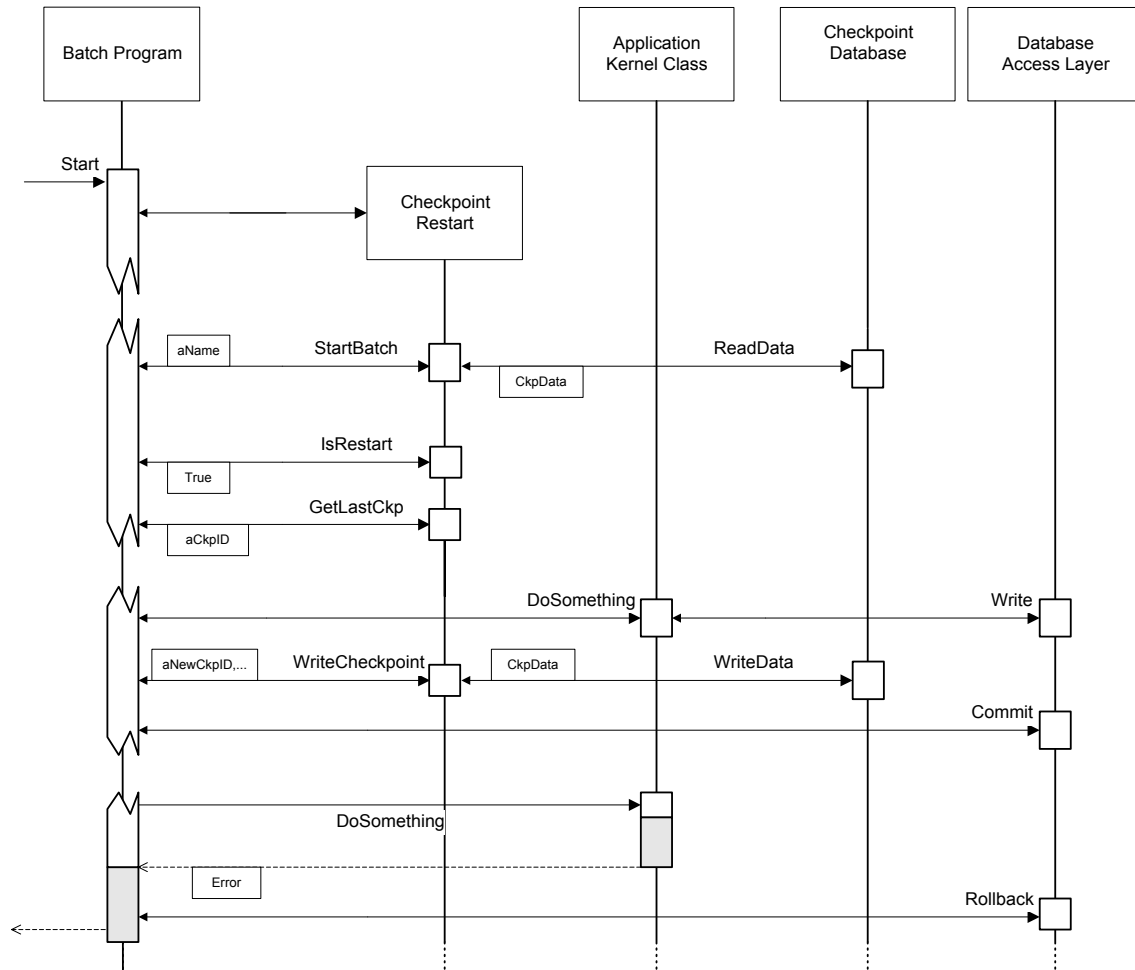 Batch Program
Application
Kernel Class
Checkpoint
Database
Database
Access Layer
Start
Checkpoint
Restart
aName
StartBatch
ReadData
CkpData
IsRestart
True
GetLastCkp
aCkpID
DoSomething
Write
aNewCkpID,...
WriteCheckpoint
CkpData
WriteData
Commit
DoSomething
Error
Rollback